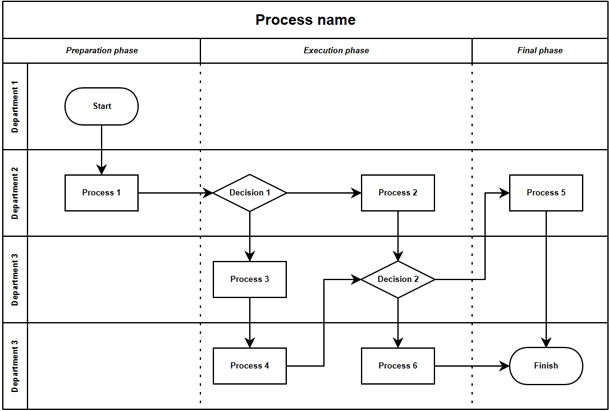 Process name
Preparation phase
Execution phase
Final phase
Department 1
Start
Department 2
Process 1
Decision 1
Process 2
Process 5
Department 3
Process 3
Decision 2
Department 3
Process 4
Process 6
Finish